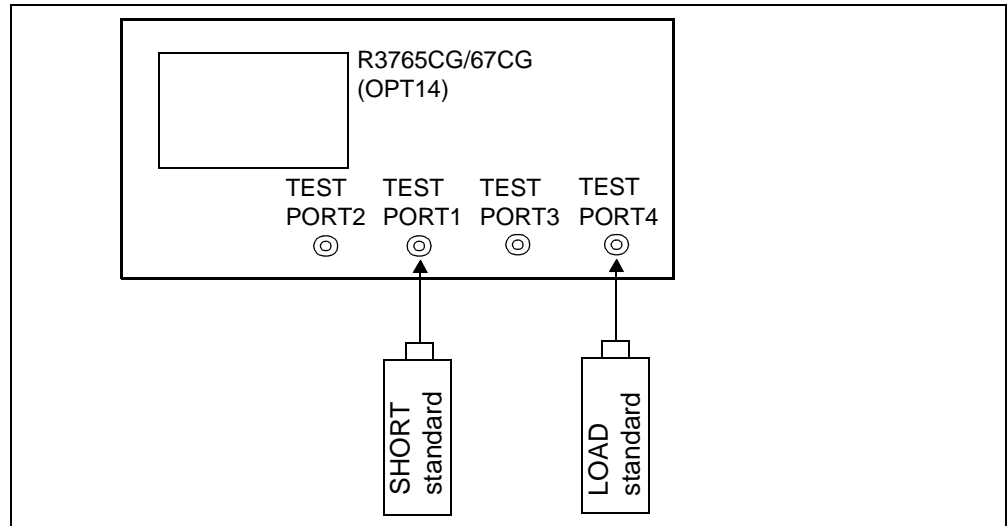 R3765CG/67CG
(OPT14)
TEST
PORT2
TEST
PORT1
TEST
PORT3
TEST
PORT4
SHORT
standard
LOAD
standard